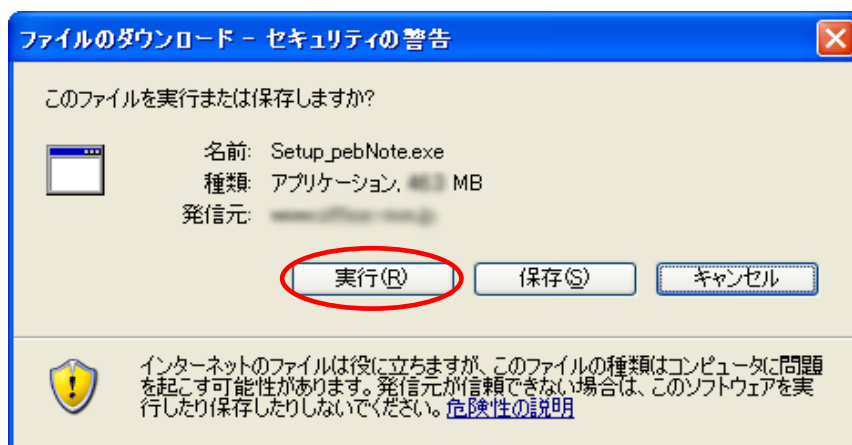 ファイルのダウンロード - セキュリティの警告
このファイルを実行または保存しますか?
名前: Setup_pebNote.exe
種類: アプリケーション, MB
発信元:
実行(R) 保存(S) キャンセル
インターネットのファイルは役に立ちますが、このファイルの種類はコンピュータに問題
を起こす可能性があります。発信元が信頼できない場合は、このソフトウェアを実
行したり保存したりしないでください。危険性の説明